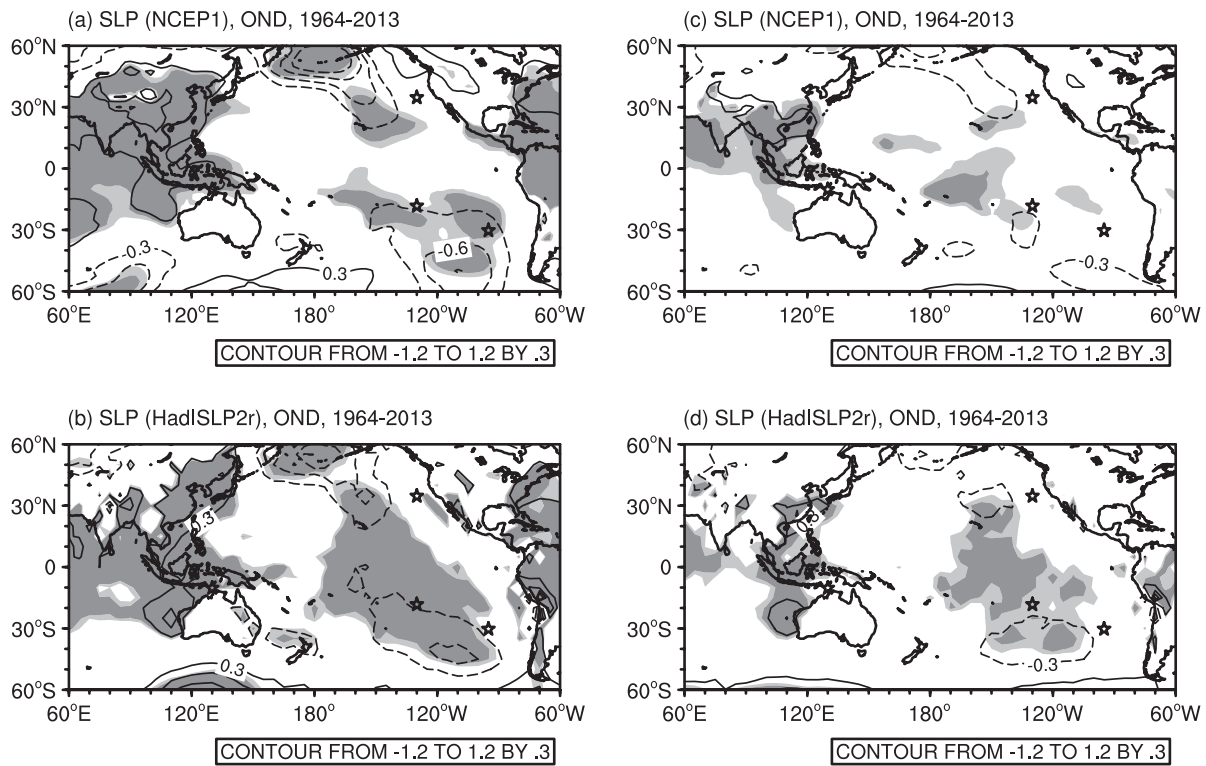 (a) SLP (NCEP1), OND, 1964-2013
60°N
30°N
0
30°S
60°S
-0.3
0.3
-0.6
60°E 120°E 180° 120°W 60°W
CONTOUR FROM -1.2 TO 1.2 BY .3
(c) SLP (NCEP1), OND, 1964-2013
60°N
30°N
0
30°S
60°S
-0.3
60°E 120°E 180° 120°W 60°W
CONTOUR FROM -1.2 TO 1.2 BY .3
(b) SLP (HadISLP2r), OND, 1964-2013
60°N
30°N
0
30°S
60°S
0.3
0.3
60°E 120°E 180° 120°W 60°W
CONTOUR FROM -1.2 TO 1.2 BY .3
(d) SLP (HadISLP2r), OND, 1964-2013
60°N
30°N
0
30°S
60°S
-0.3
60°E 120°E 180° 120°W 60°W
CONTOUR FROM -1.2 TO 1.2 BY .3